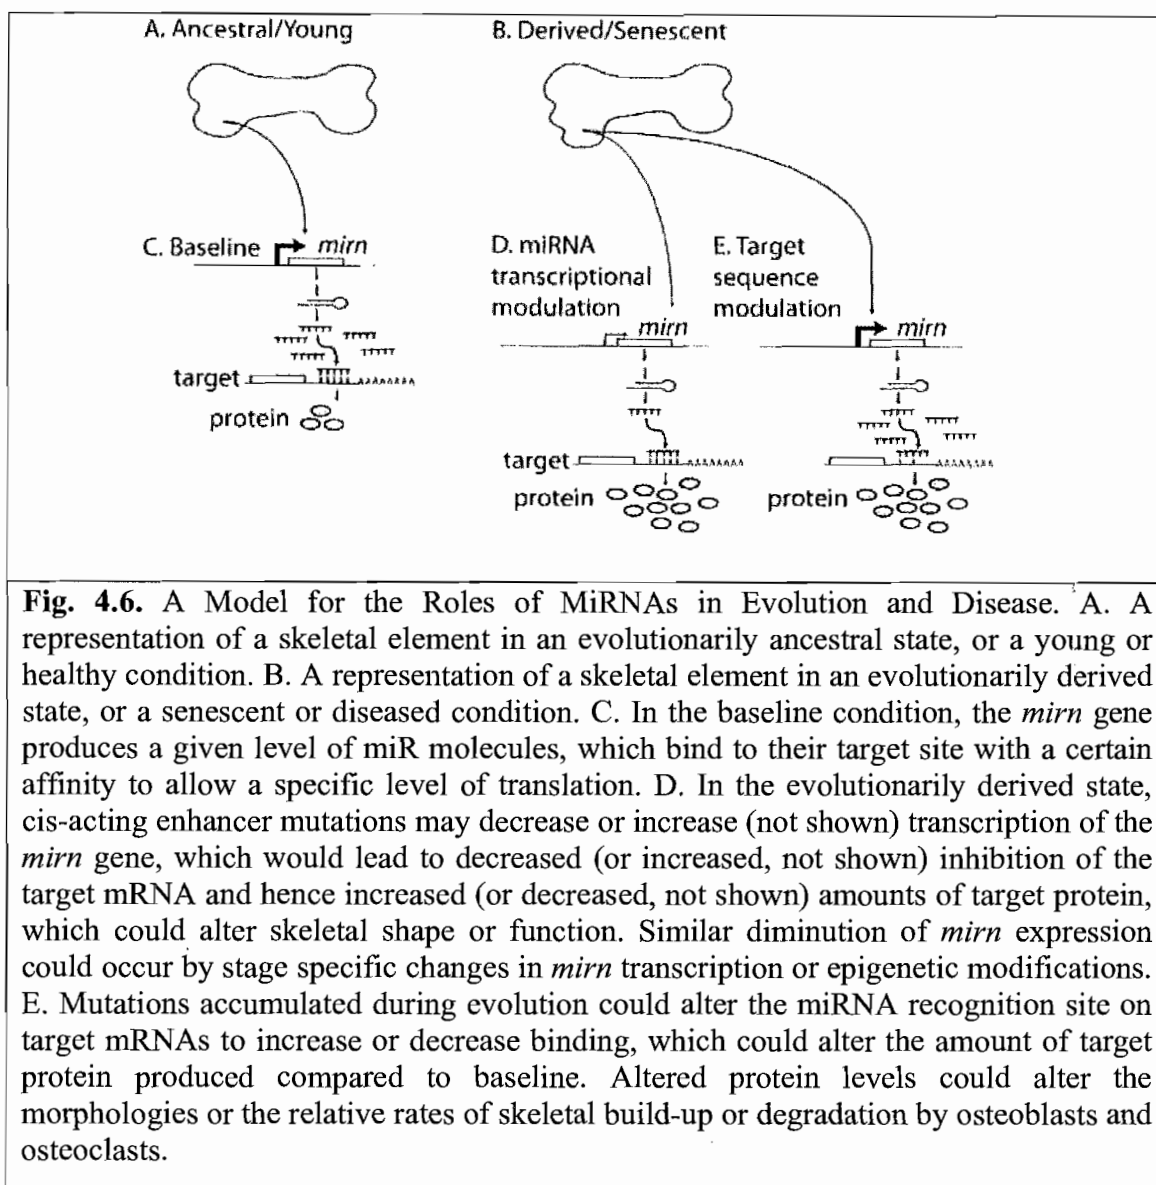 A. Ancestral/Young
B. Derived/Senescent
C. Baseline
mirn
target
protein
D. miRNA
transcriptional
modulation
mirn
target
protein
E. Target
sequence
modulation
mirn
protein
Fig. 4.6. A Model for the Roles of MiRNAs in Evolution and Disease. A. A
representation of a skeletal element in an evolutionarily ancestral state, or a young or
healthy condition. B. A representation of a skeletal element in an evolutionarily derived
state, or a senescent or diseased condition. C. In the baseline condition, the mirn gene
produces a given level of miR molecules, which bind to their target site with a certain
affinity to allow a specific level of translation. D. In the evolutionarily derived state,
cis-acting enhancer mutations may decrease or increase (not shown) transcription of the
mirn gene, which would lead to decreased (or increased, not shown) inhibition of the
target mRNA and hence increased (or decreased, not shown) amounts of target protein,
which could alter skeletal shape or function. Similar diminution of mirn expression
could occur by stage specific changes in mirn transcription or epigenetic modifications.
E. Mutations accumulated during evolution could alter the miRNA recognition site on
target mRNAs to increase or decrease binding, which could alter the amount of target
protein produced compared to baseline. Altered protein levels could alter the
morphologies or the relative rates of skeletal build-up or degradation by osteoblasts and
osteoclasts.